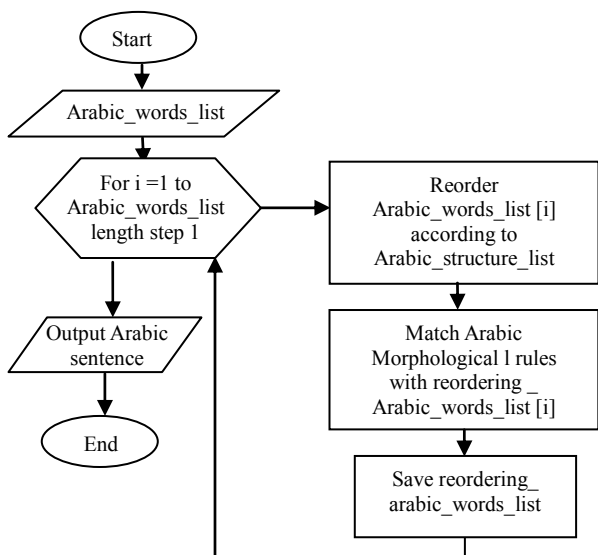 Start
Arabic_words_list
For i =1 to
Arabic_words_list
length step 1
Reorder
Arabic_words_list [i]
according to
Arabic_structure_list
Output Arabic
sentence
Match Arabic
Morphological l rules
with reordering _
Arabic_words_list [i]
End
Save reordering_
arabic_words_list